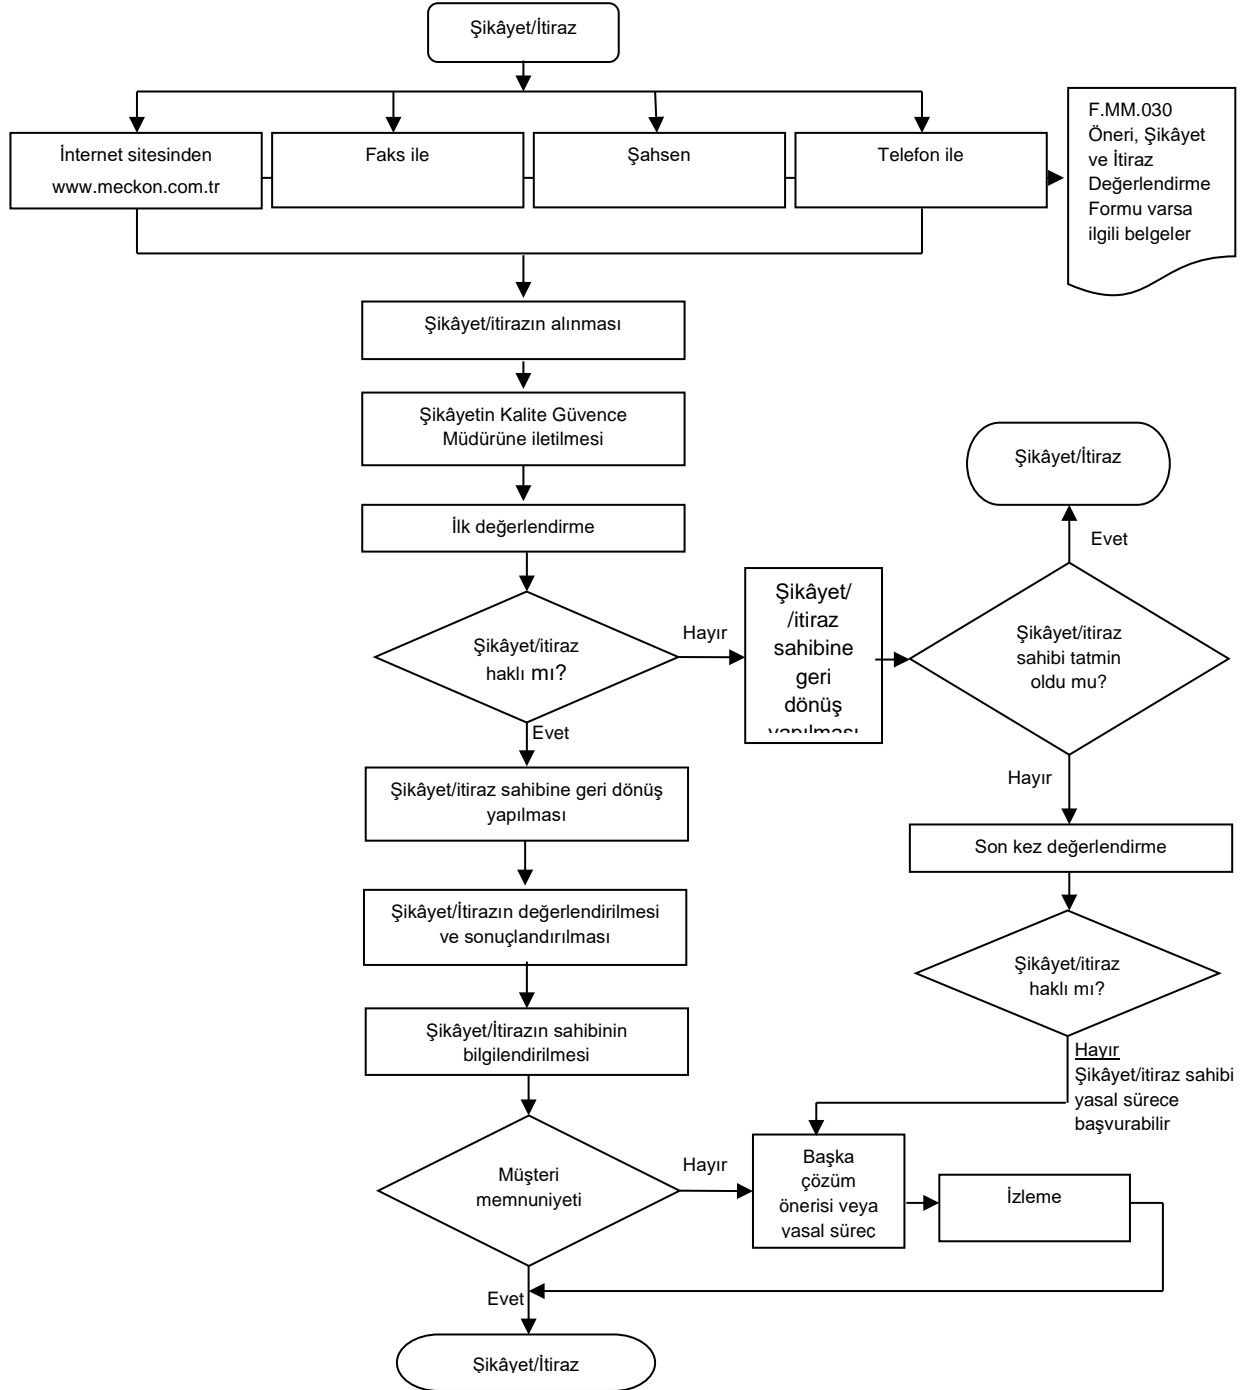 Şikâyet/İtiraz
İnternet sitesinden
www.meckon.com.tr
Faks ile
Şahsen
Telefon ile
F.MM.030
Öneri, Şikâyet
ve İtiraz
Değerlendirme
Formu varsa
ilgili belgeler
Şikâyet/itirazın alınması
Şikâyetin Kalite Güvence
Müdürüne iletilmesi
İlk değerlendirme
Şikâyet/itiraz
haklı mı?
Hayır
Şikâyet/
/itiraz
sahibine
geri
dönüş
yapılması
Şikâyet/itiraz
sahibi tatmin
oldu mu?
Evet
Şikâyet/İtiraz
Hayır
Son kez değerlendirme
Şikâyet/itiraz
haklı mı?
Hayır
Şikâyet/itiraz sahibi
yasal sürece
başvurabilir
Evet
Şikâyet/itiraz sahibine geri dönüş
yapılması
Şikâyet/İtirazın değerlendirilmesi
ve sonuçlandırılması
Şikâyet/İtirazın sahibinin
bilgilendirilmesi
Müşteri
memnuniyeti
Hayır
Başka
çözüm
önerisi veya
yasal süreç
İzleme
Evet
Şikâyet/İtiraz